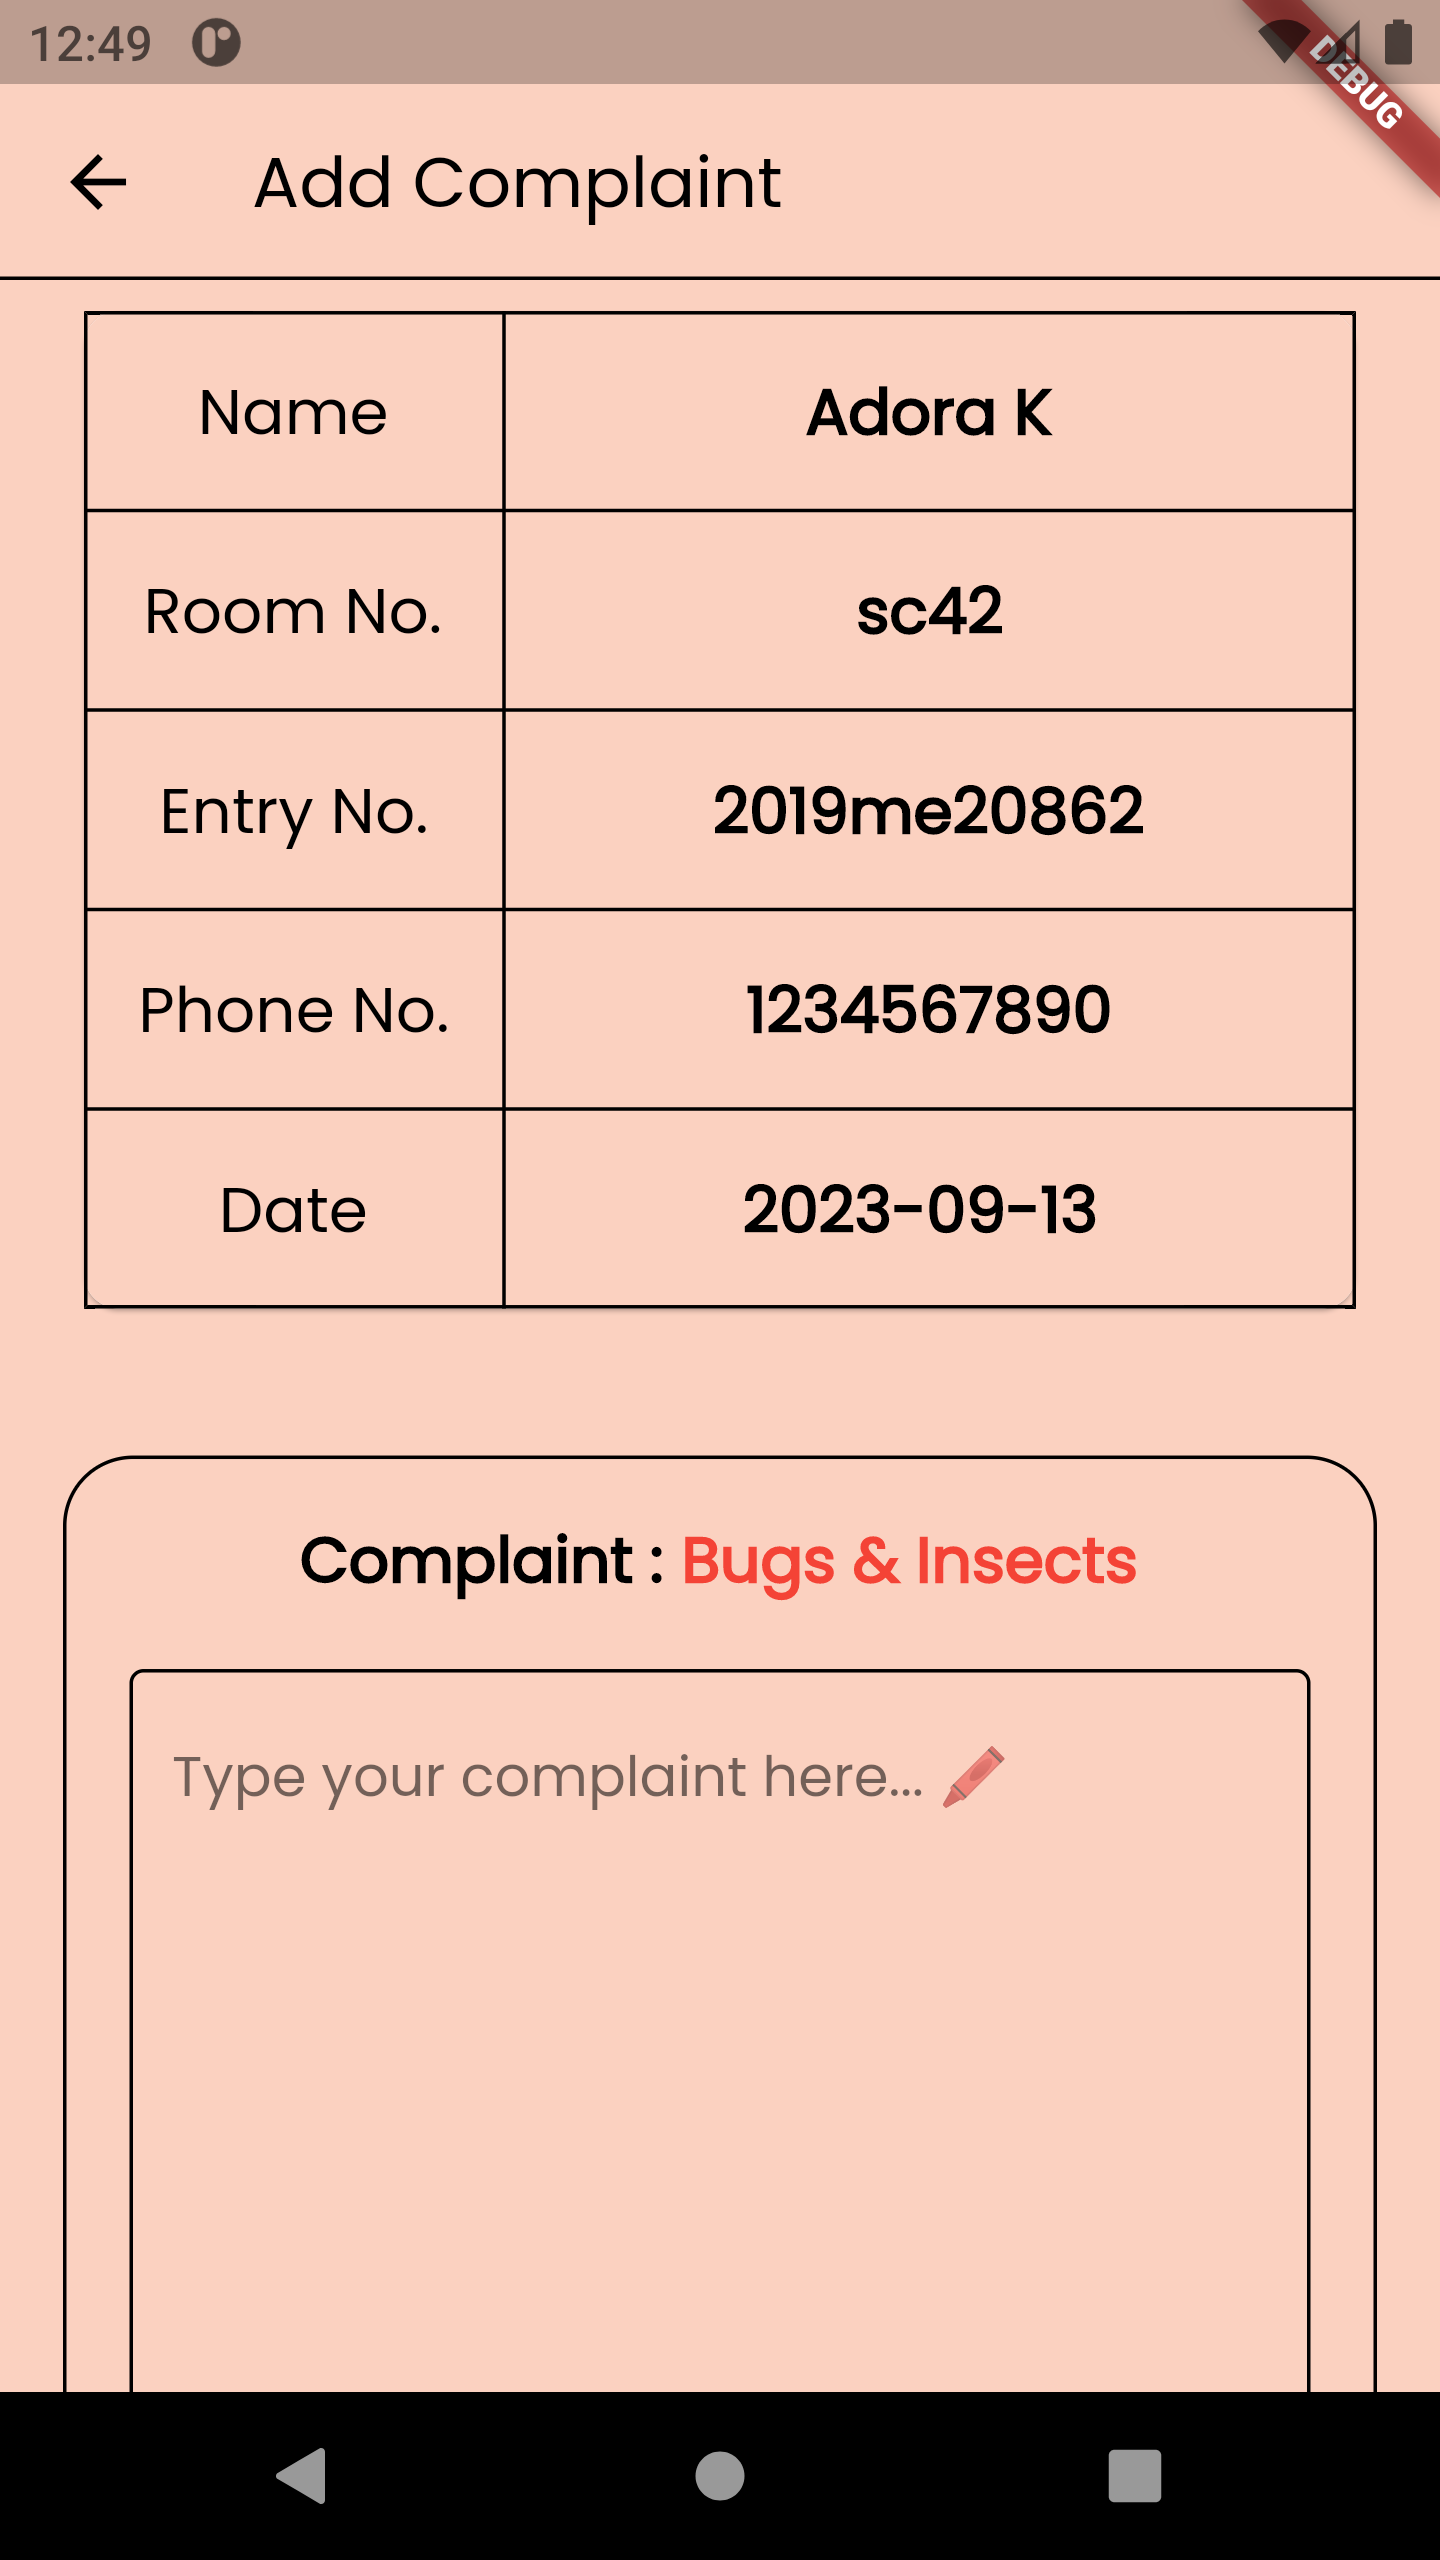 12:49
DEBUG
Add Complaint
Name Adora K
Room No. sc42
Entry No. 2019me20862
Phone No. 1234567890
Date 2023-09-13
Complaint : Bugs & Insects
Type your complaint here... 🖍